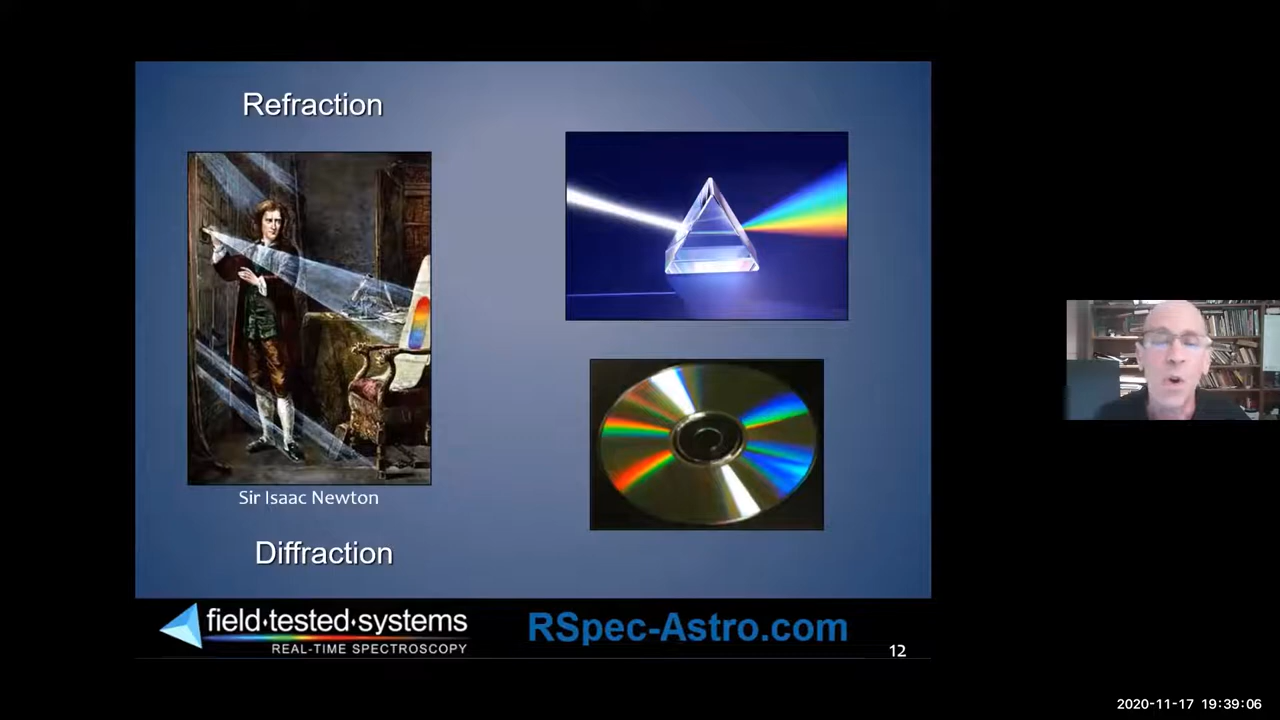 Refraction
Sir Isaac Newton
Diffraction
field·tested·systems
REAL-TIME SPECTROSCOPY
RSpec-Astro.com
12
2020-11-17 19:39:06